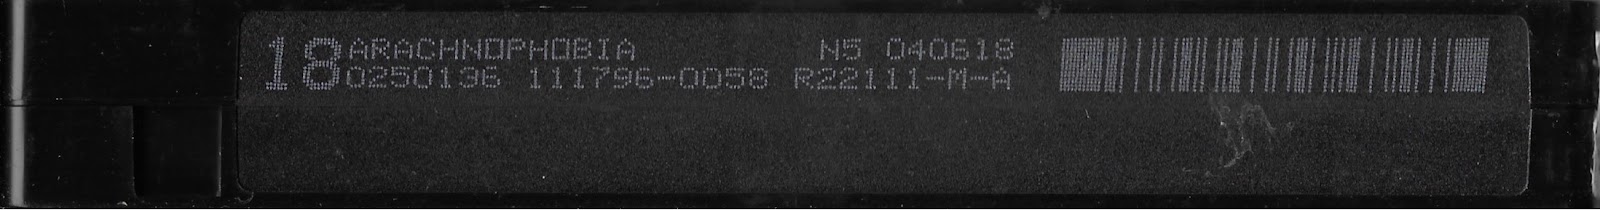 18 ARACHNOPHOBIA N5 040618
0250136 111796-0058 R22111-M-A